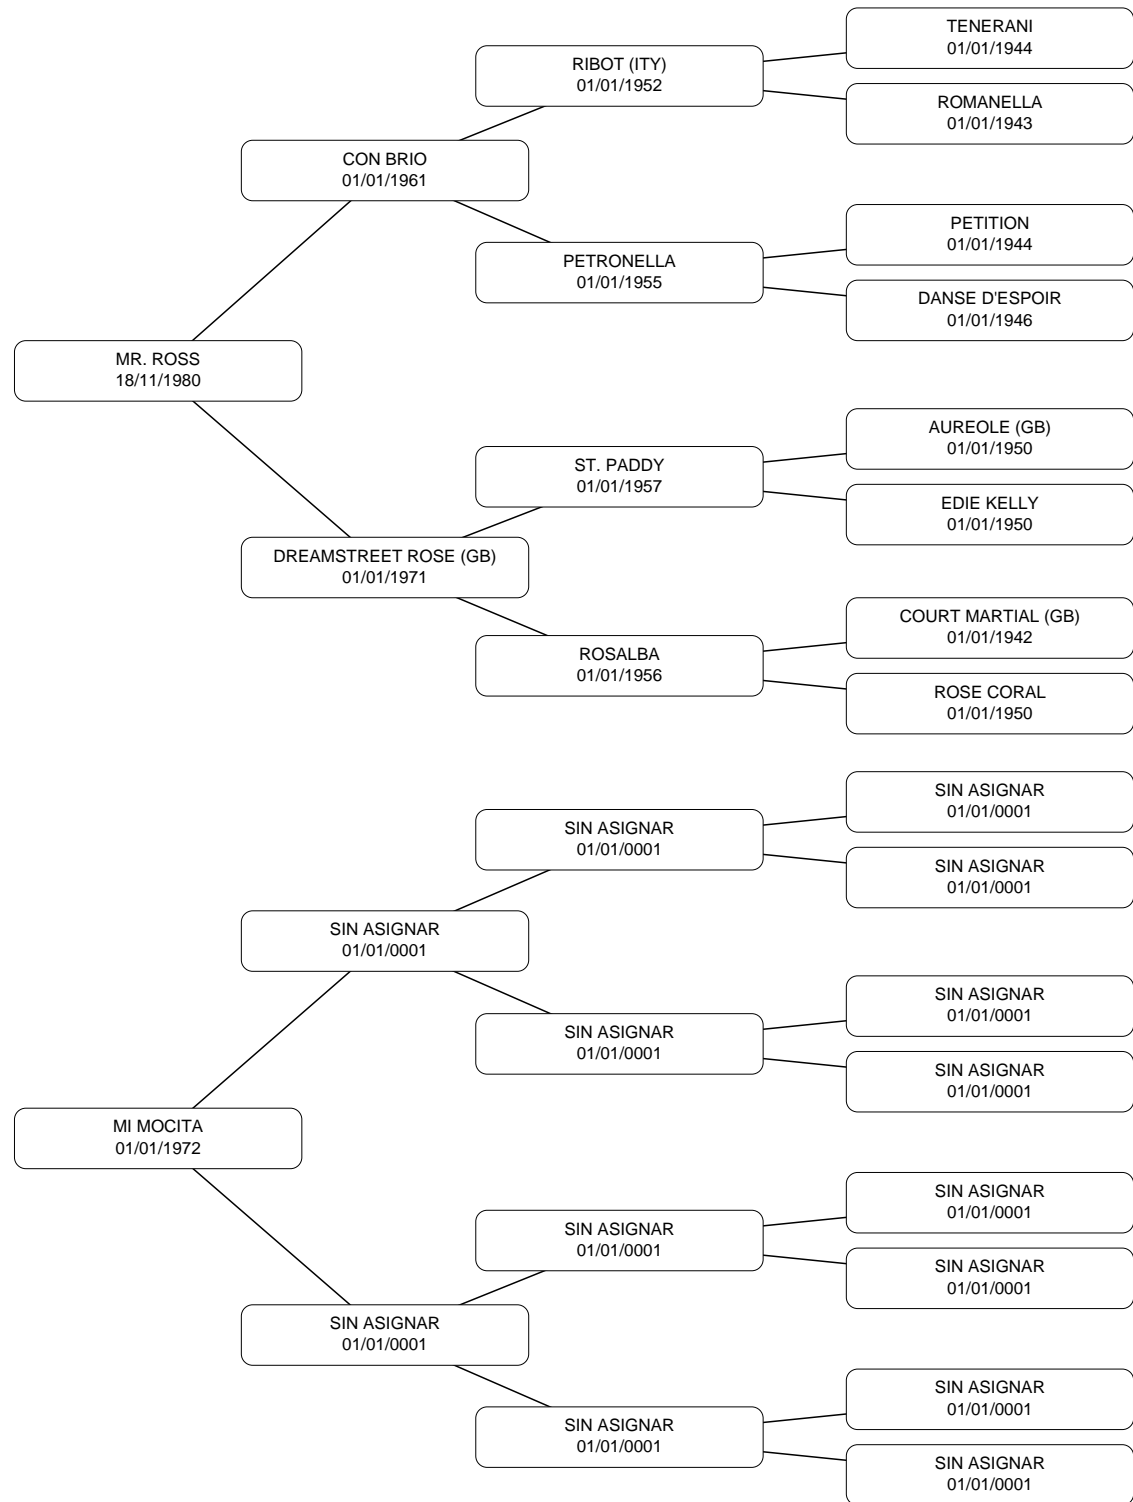 TENERANI
01/01/1944
RIBOT (ITY)
01/01/1952
ROMANELLA
01/01/1943
CON BRIO
01/01/1961
PETITION
01/01/1944
PETRONELLA
01/01/1955
DANSE D'ESPOIR
01/01/1946
MR. ROSS
18/11/1980
AUREOLE (GB)
01/01/1950
ST. PADDY
01/01/1957
EDIE KELLY
01/01/1950
DREAMSTREET ROSE (GB)
01/01/1971
COURT MARTIAL (GB)
01/01/1942
ROSALBA
01/01/1956
ROSE CORAL
01/01/1950
SIN ASIGNAR
01/01/0001
SIN ASIGNAR
01/01/0001
SIN ASIGNAR
01/01/0001
SIN ASIGNAR
01/01/0001
SIN ASIGNAR
01/01/0001
SIN ASIGNAR
01/01/0001
SIN ASIGNAR
01/01/0001
MI MOCITA
01/01/1972
SIN ASIGNAR
01/01/0001
SIN ASIGNAR
01/01/0001
SIN ASIGNAR
01/01/0001
SIN ASIGNAR
01/01/0001
SIN ASIGNAR
01/01/0001
SIN ASIGNAR
01/01/0001
SIN ASIGNAR
01/01/0001